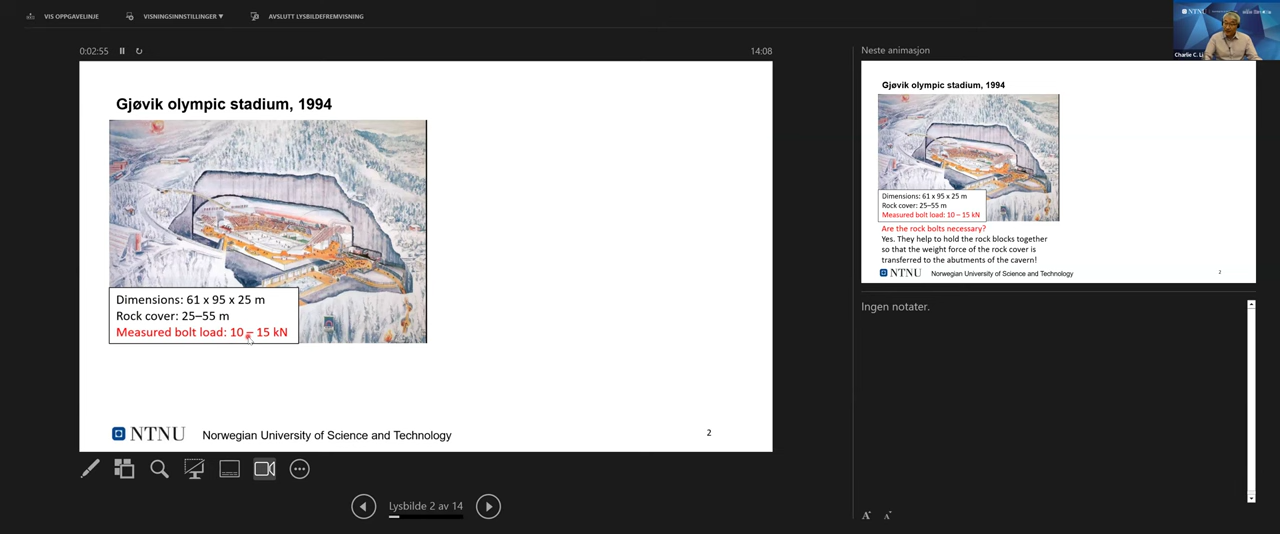 VIS OPPGAVELINJE
VISNINGSINNSTILLINGER ▼
AVSLUTT LYSBILDEFREMVISNING
0:02:55
14:08
Gjøvik olympic stadium, 1994
Dimensions: 61 x 95 x 25 m
Rock cover: 25–55 m
Measured bolt load: 10 – 15 kN
NTNU
Norwegian University of Science and Technology
2
Lysbilde 2 av 14
Neste animasjon
Gjøvik olympic stadium, 1994
Dimensions: 61 x 95 x 25 m
Rock cover: 25–55 m
Measured bolt load: 10 – 15 kN
Are the rock bolts necessary?
Yes. They help to hold the rock blocks together
so that the weight force of the rock cover is
transferred to the abutments of the cavern!
NTNU
Norwegian University of Science and Technology
2
Ingen notater.
A
A
NTNU
Charlie C. Li